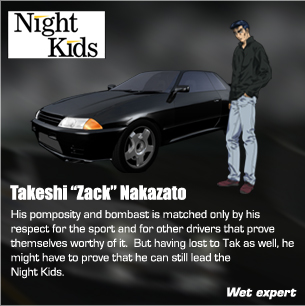 Night
Kids
Takeshi “Zack” Nakazato
His pomposity and bombast is matched only by his
respect for the sport and for other drivers that prove
themselves worthy of it.  But having lost to Tak as well, he
might have to prove that he can still lead the
Night Kids.
Wet expert